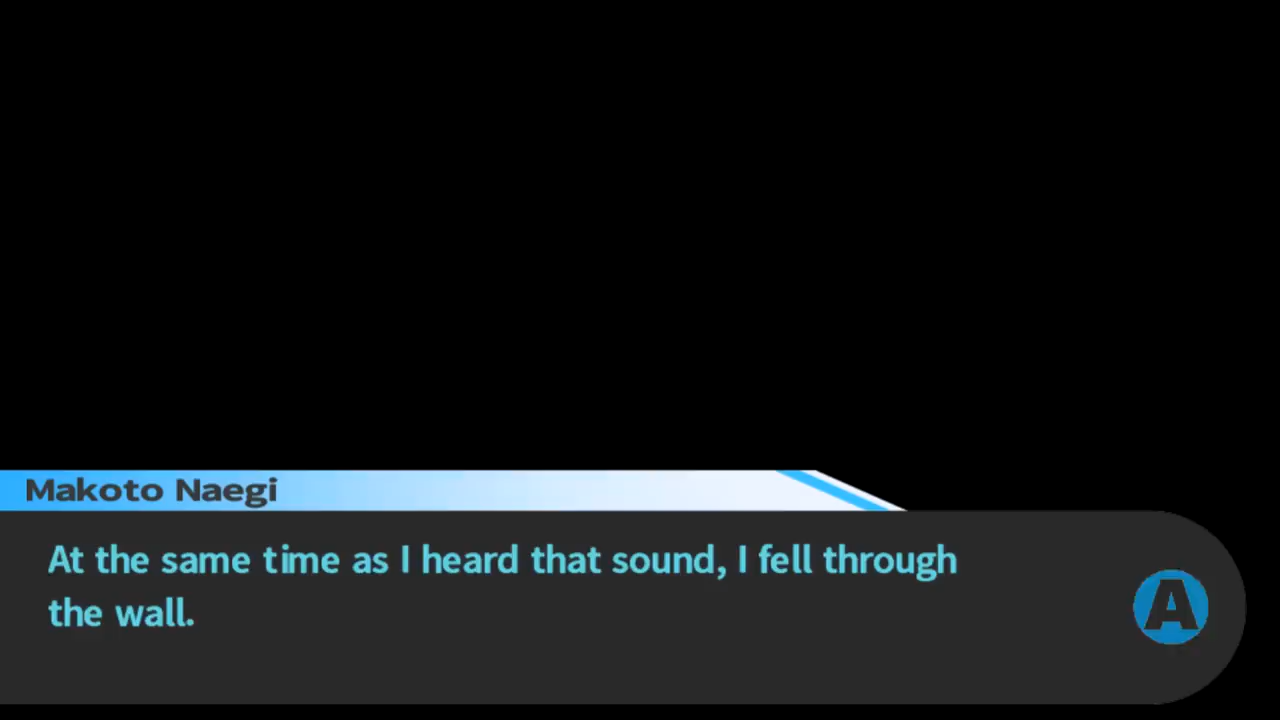 Makoto Naegi
At the same time as I heard that sound, I fell through
the wall.
A